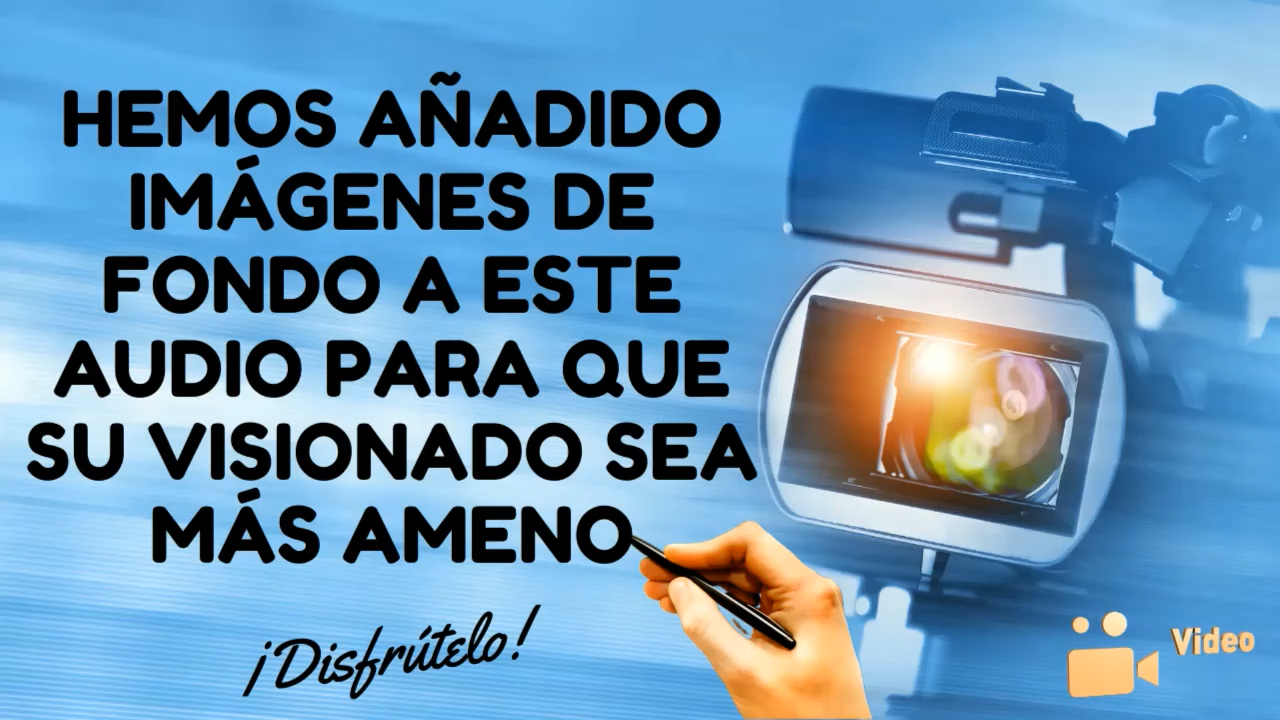 HEMOS AÑADIDO
IMÁGENES DE
FONDO A ESTE
AUDIO PARA QUE
SU VISIONADO SEA
MÁS AMENO
¡Disfrútelo!
Video